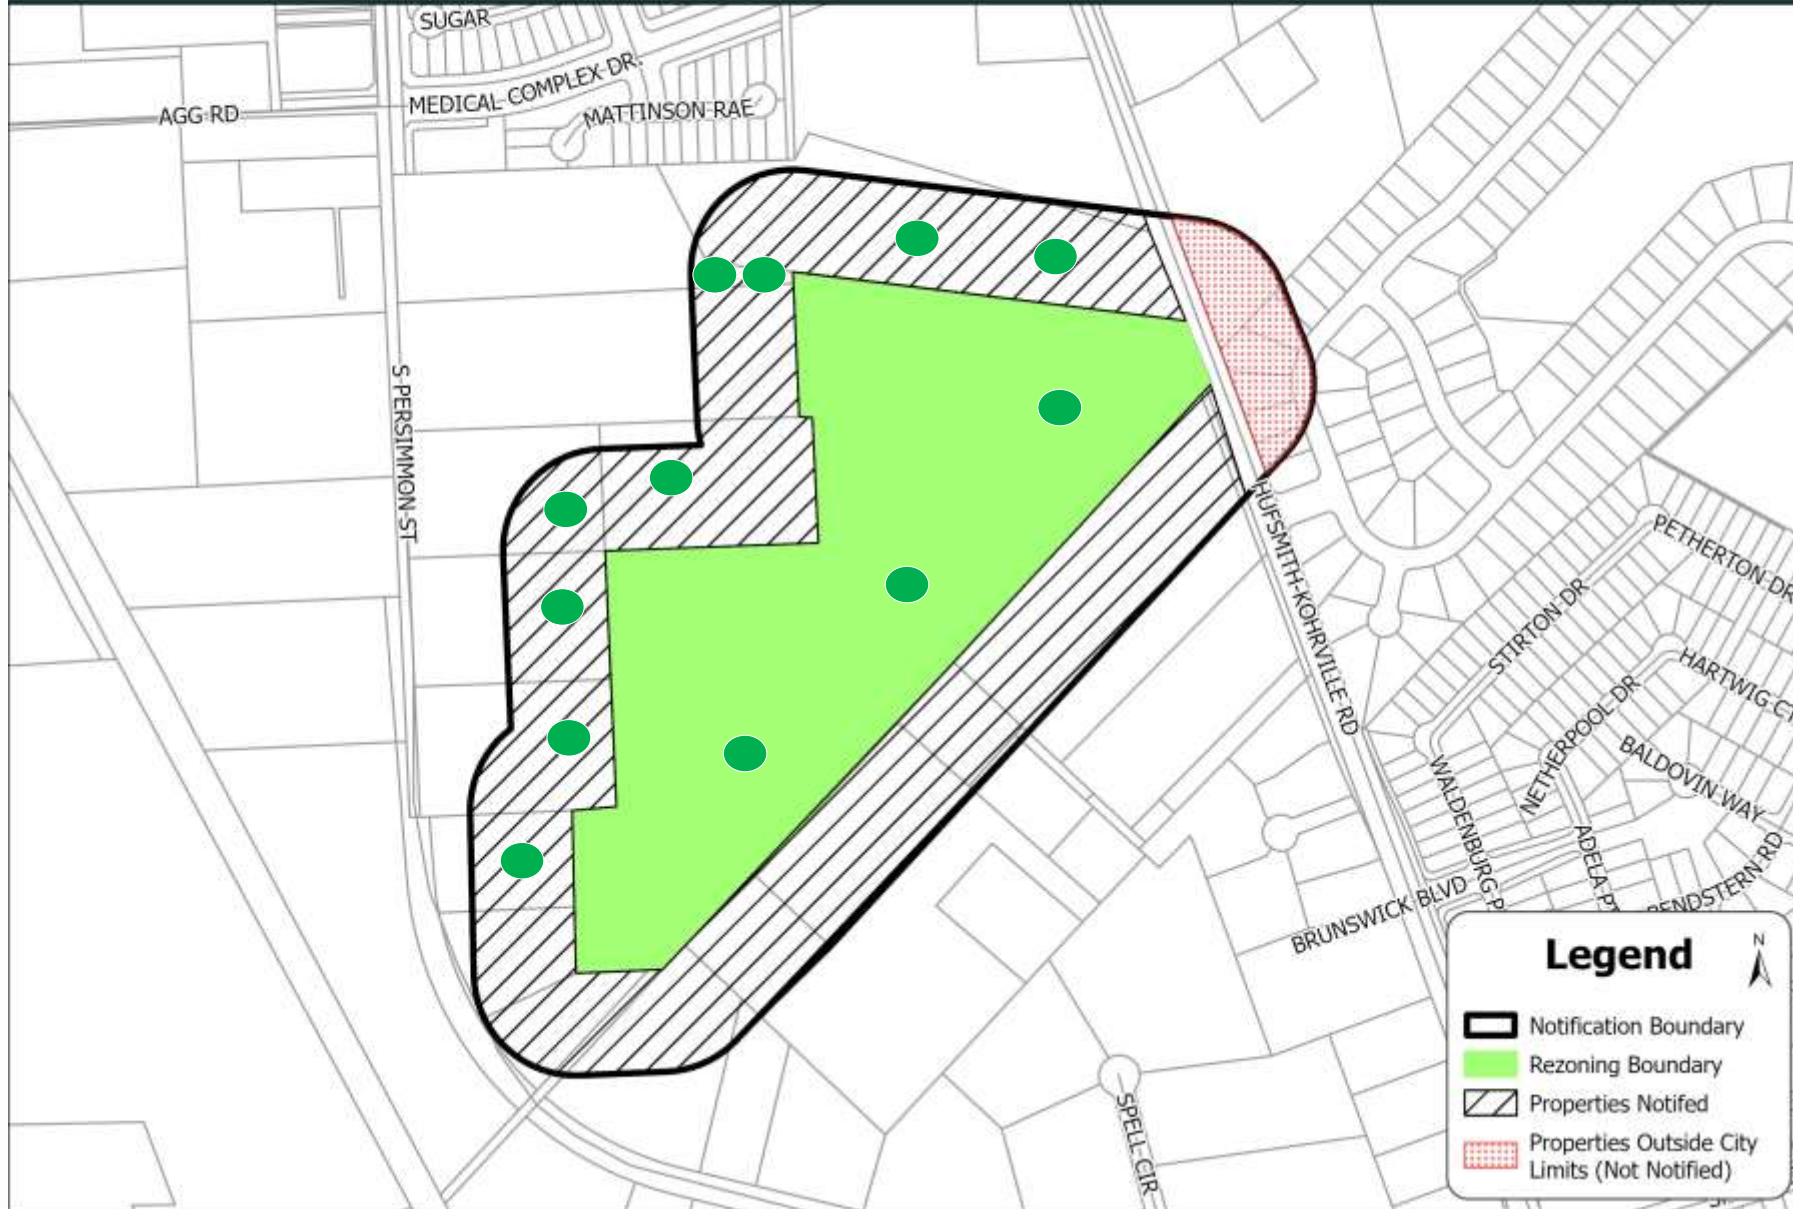 SUGAR
MEDICAL COMPLEX DR.
AGG RD
MATTINSON RAE
S PERSIMMON ST
HUFSMITH-KOHRVILLE RD
PETHERTON DR
STIRTON DR
HARTWIG CT
NETHERPOOL DR
BALDOVIN WAY
WALDENBURG P
ADELA PT
BENDSTERN RD
BRUNSWICK BLVD
SPELL CIR
Legend
N
Notification Boundary
Rezoning Boundary
Properties Notifed
Properties Outside City
Limits (Not Notified)